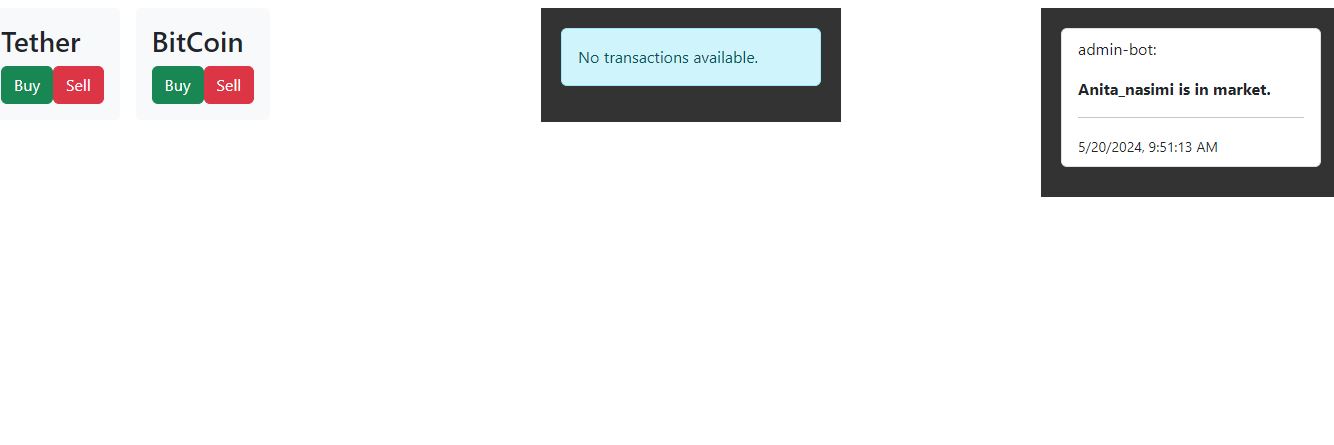 Tether
Buy Sell
BitCoin
Buy Sell
No transactions available.
admin-bot:
Anita_nasimi is in market.
5/20/2024, 9:51:13 AM